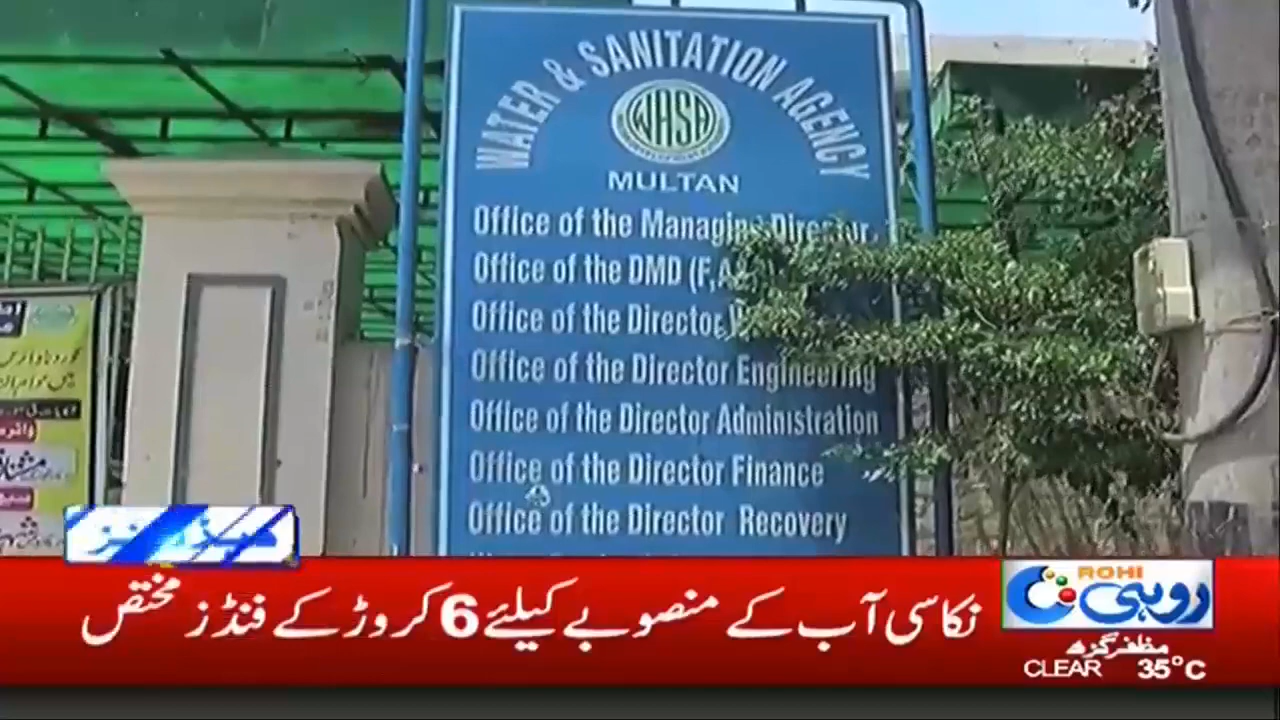 WATER & SANITATION AGENCY
WASA
MULTAN
Office of the Managing Director
Office of the DMD (F,A
Office of the Director
Office of the Director Engineering
Office of the Director Administration
Office of the Director Finance
Office of the Director Recovery
ہیڈ لائنز
نکاسی آب کے منصوبے کیلئے 6 کروڑ کے فنڈز مختص
ROHI
روہی
مظفرگڑھ
CLEAR 35°C